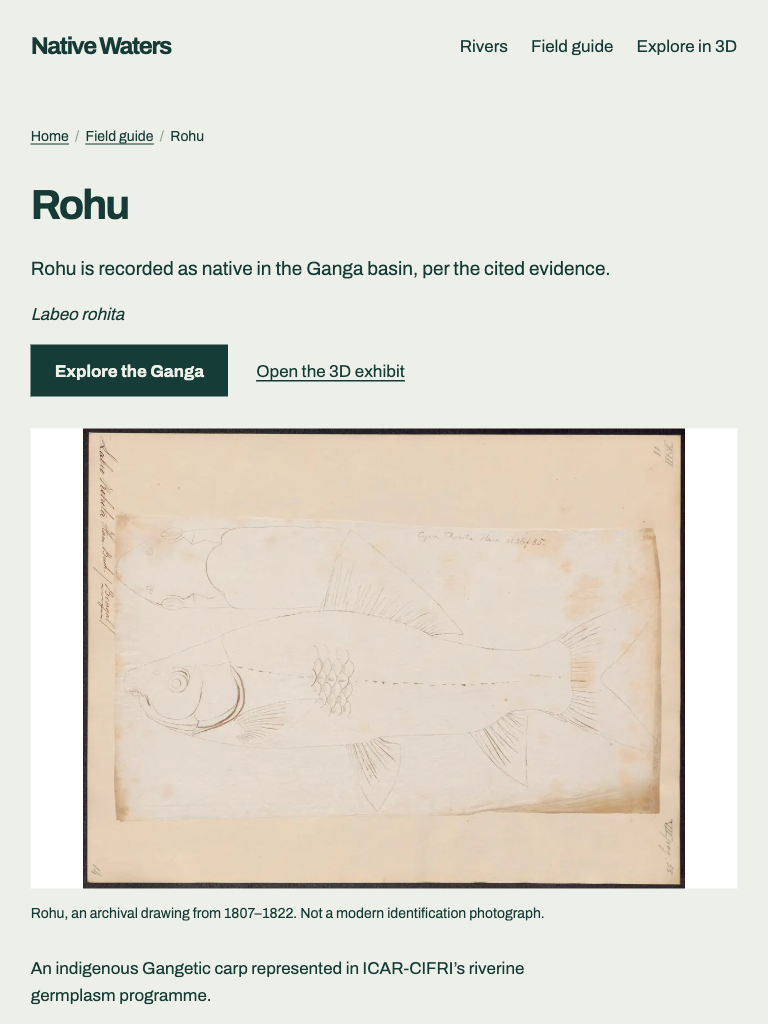 Native Waters
Rivers Field guide Explore in 3D
Home / Field guide / Rohu
Rohu
Rohu is recorded as native in the Ganga basin, per the cited evidence.
Labeo rohita
Explore the Ganga
Open the 3D exhibit
Rohu, an archival drawing from 1807–1822. Not a modern identification photograph.
An indigenous Gangetic carp represented in ICAR-CIFRI’s riverine
germplasm programme.